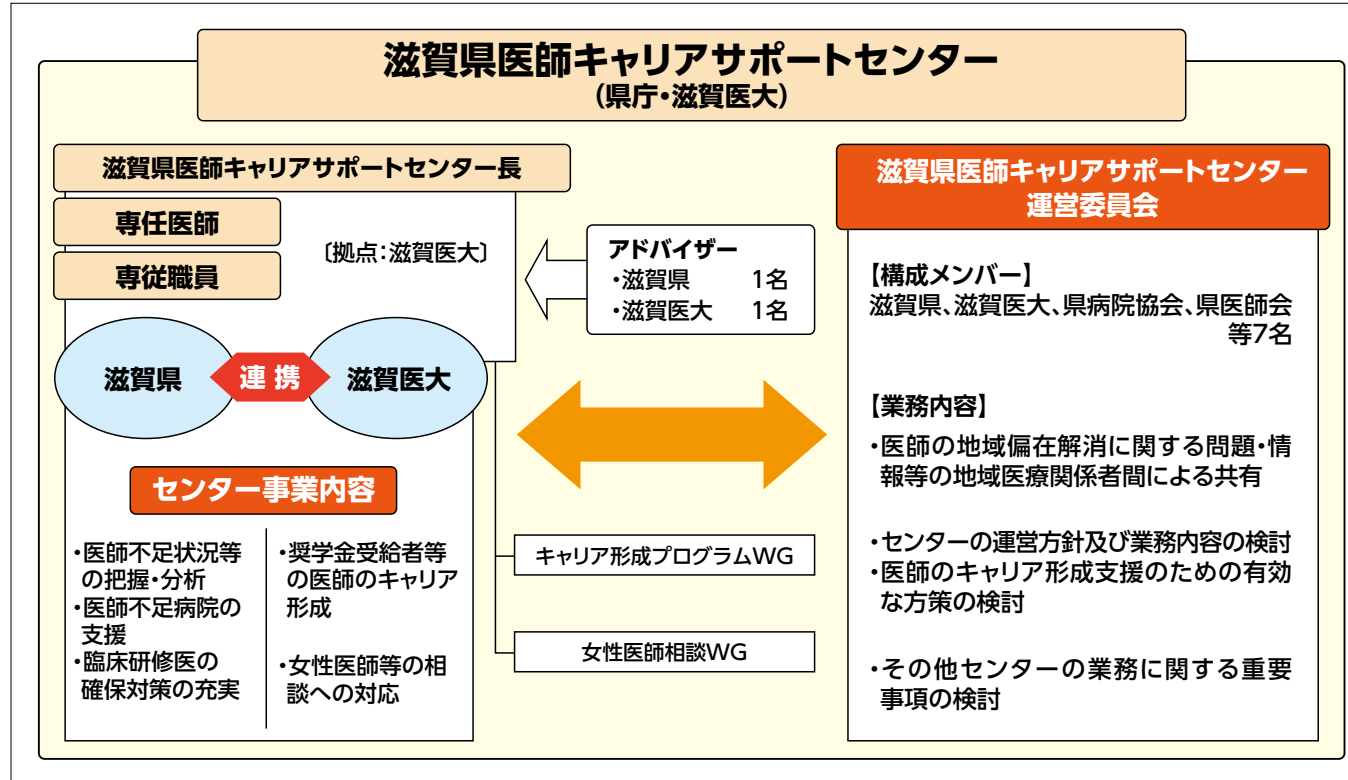 滋賀県医師キャリアサポートセンター
(県庁・滋賀医大)
滋賀県医師キャリアサポートセンター長
専任医師
専従職員
〔拠点:滋賀医大〕
滋賀県
連携
滋賀医大
センター事業内容
・医師不足状況等
の把握・分析
・医師不足病院の
支援
・臨床研修医の
確保対策の充実
・奨学金受給者等
の医師のキャリア
形成
・女性医師等の相
談への対応
アドバイザー
・滋賀県 1名
・滋賀医大 1名
キャリア形成プログラムWG
女性医師相談WG
滋賀県医師キャリアサポートセンター
運営委員会
【構成メンバー】
滋賀県、滋賀医大、県病院協会、県医師会
等7名
【業務内容】
・医師の地域偏在解消に関する問題・情
報等の地域医療関係者間による共有
・センターの運営方針及び業務内容の検討
・医師のキャリア形成支援のための有効
な方策の検討
・その他センターの業務に関する重要
事項の検討